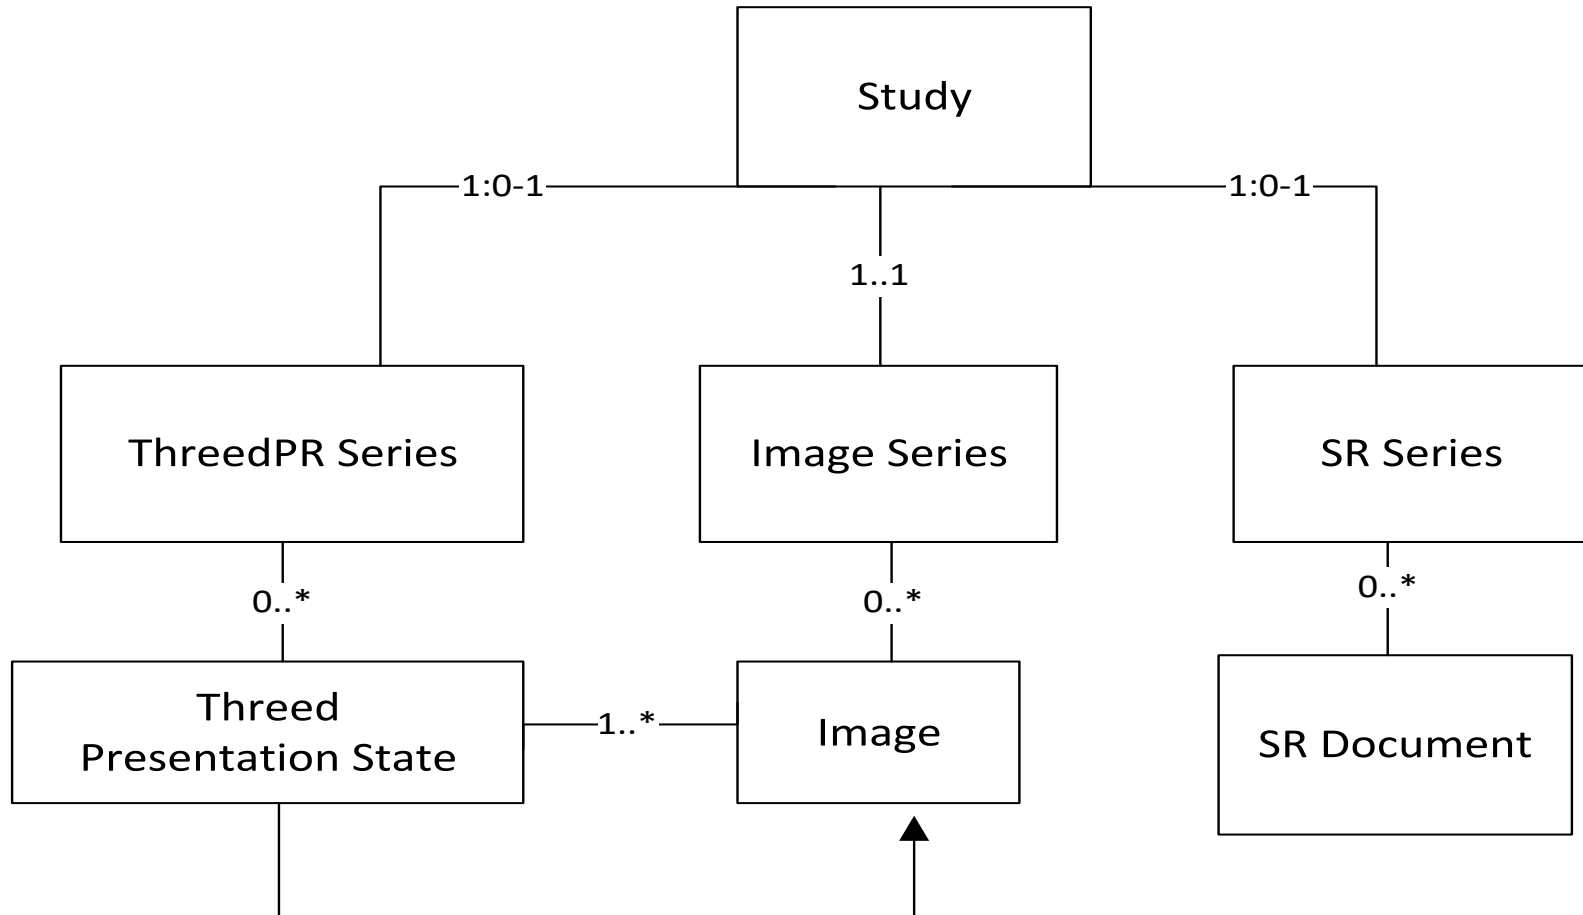 Study
1:0-1
1:0-1
1..1
ThreedPR Series
Image Series
SR Series
0..*
0..*
0..*
Threed
Presentation State
1..*
Image
SR Document